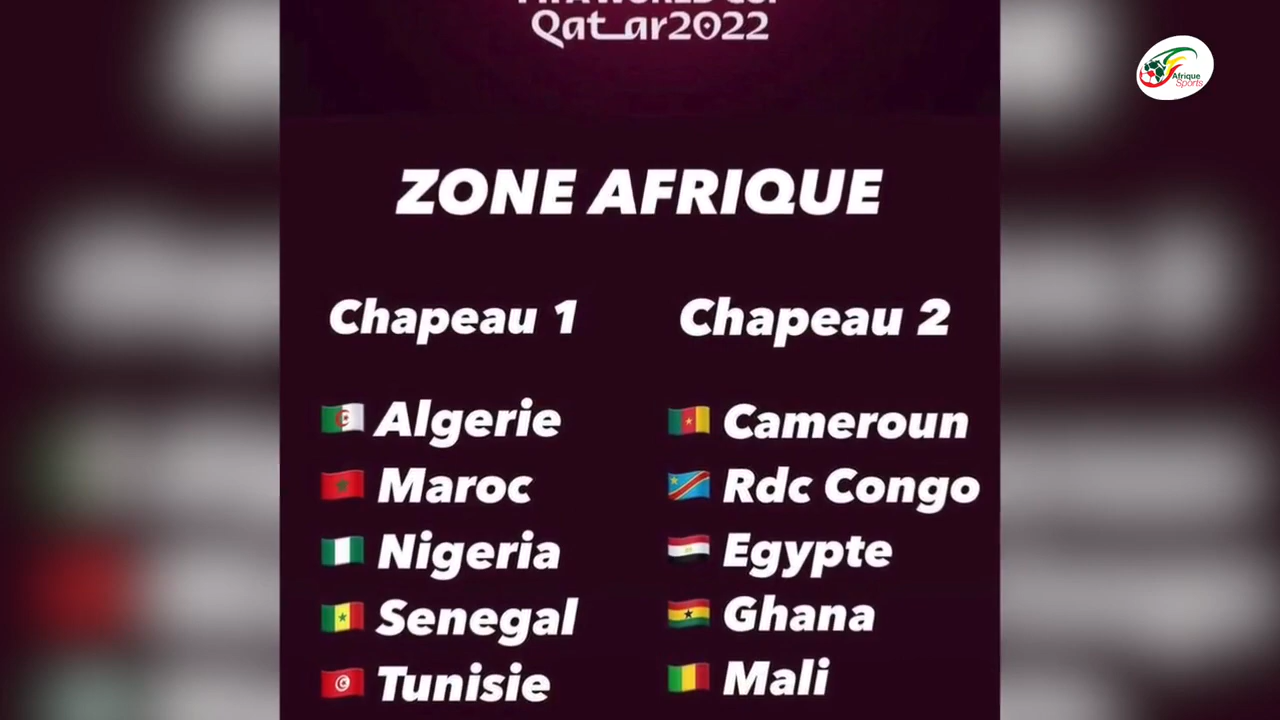 Qatar2022
Afrique
Sports
ZONE AFRIQUE
Chapeau 1
Chapeau 2
Algerie
Maroc
Nigeria
Senegal
Tunisie
Cameroun
Rdc Congo
Egypte
Ghana
Mali